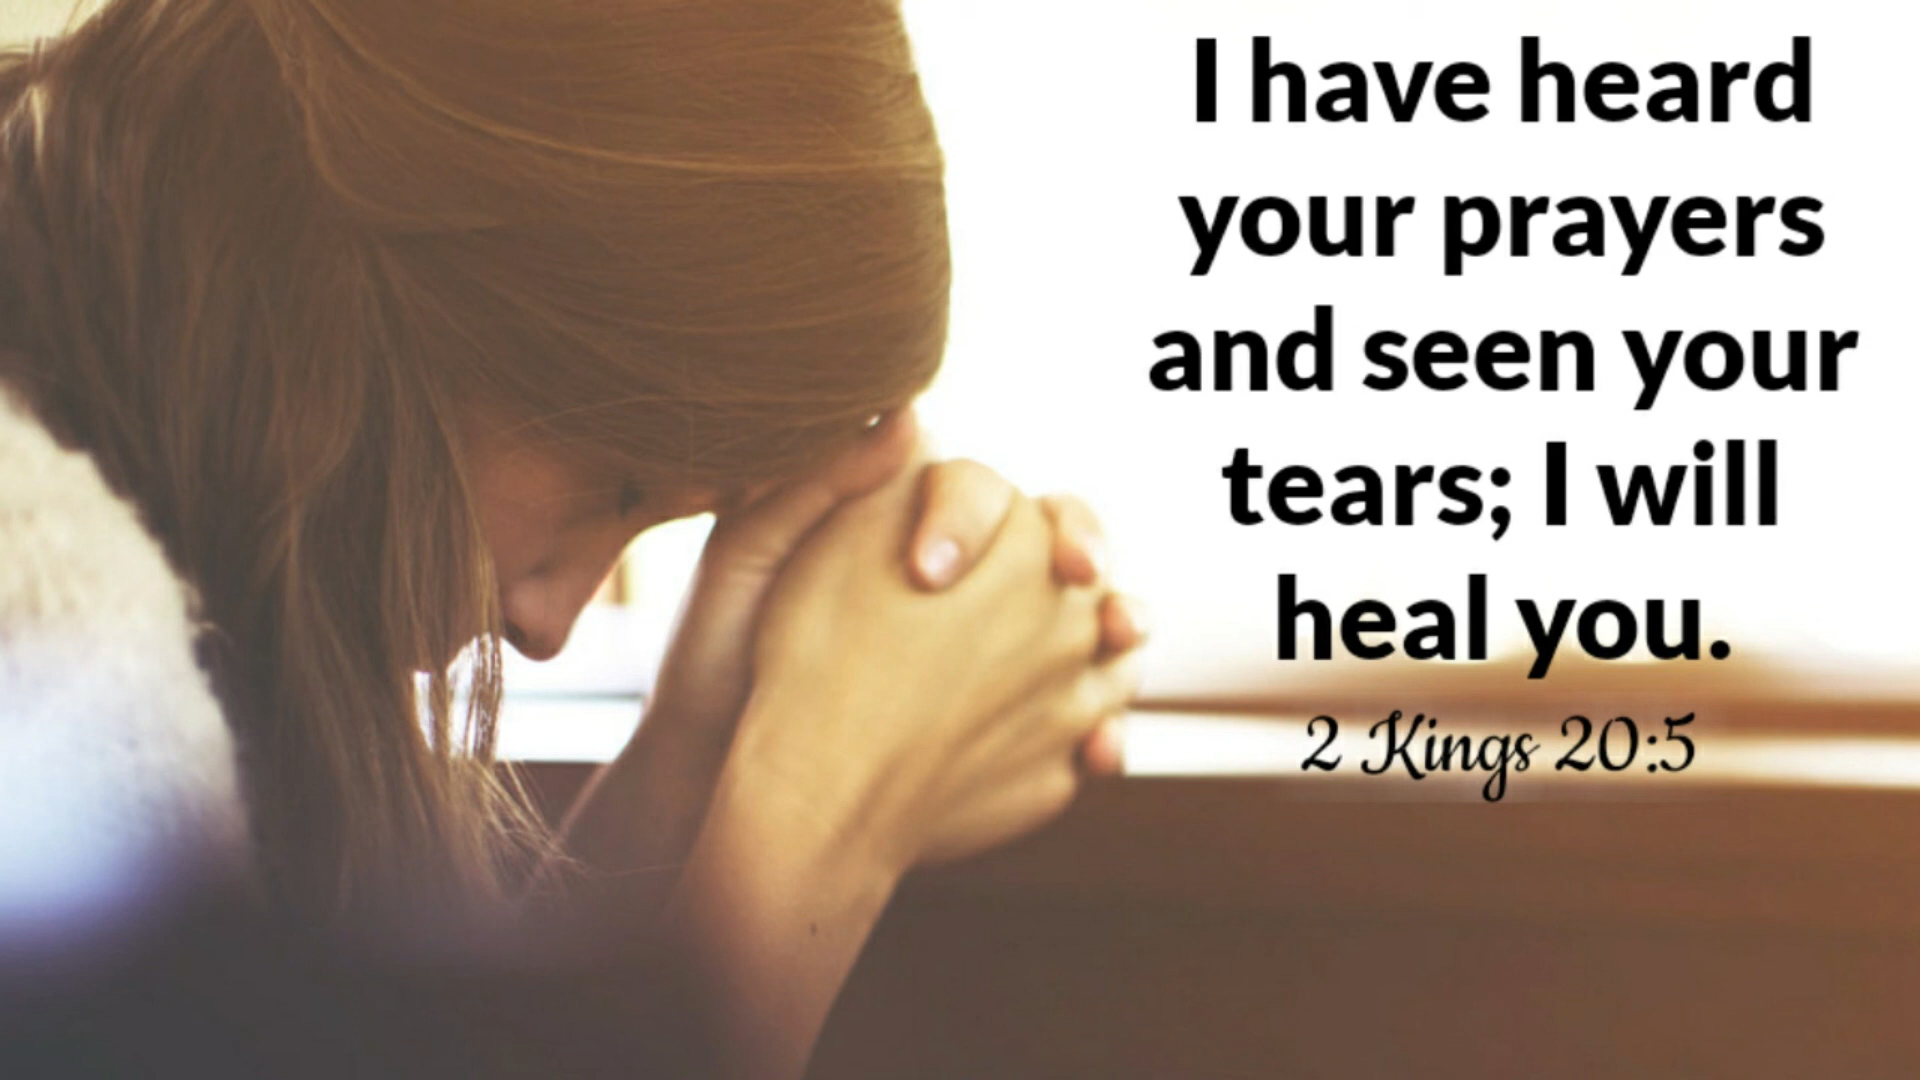 I have heard
your prayers
and seen your
tears; I will
heal you.
2 Kings 20:5